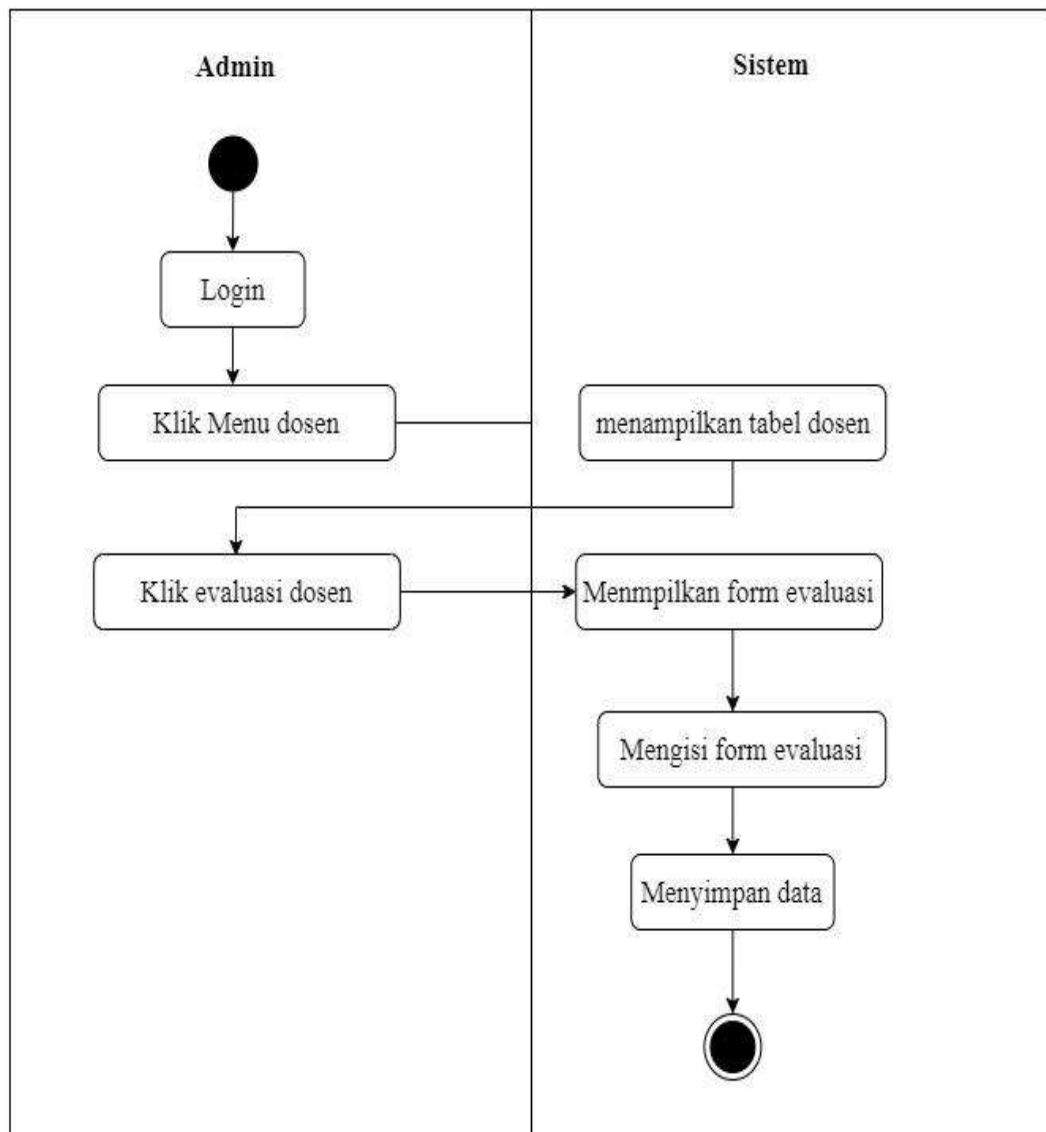 Admin
Sistem
Login
Klik Menu dosen
menampilkan tabel dosen
Klik evaluasi dosen
Menmpilkan form evaluasi
Mengisi form evaluasi
Menyimpan data